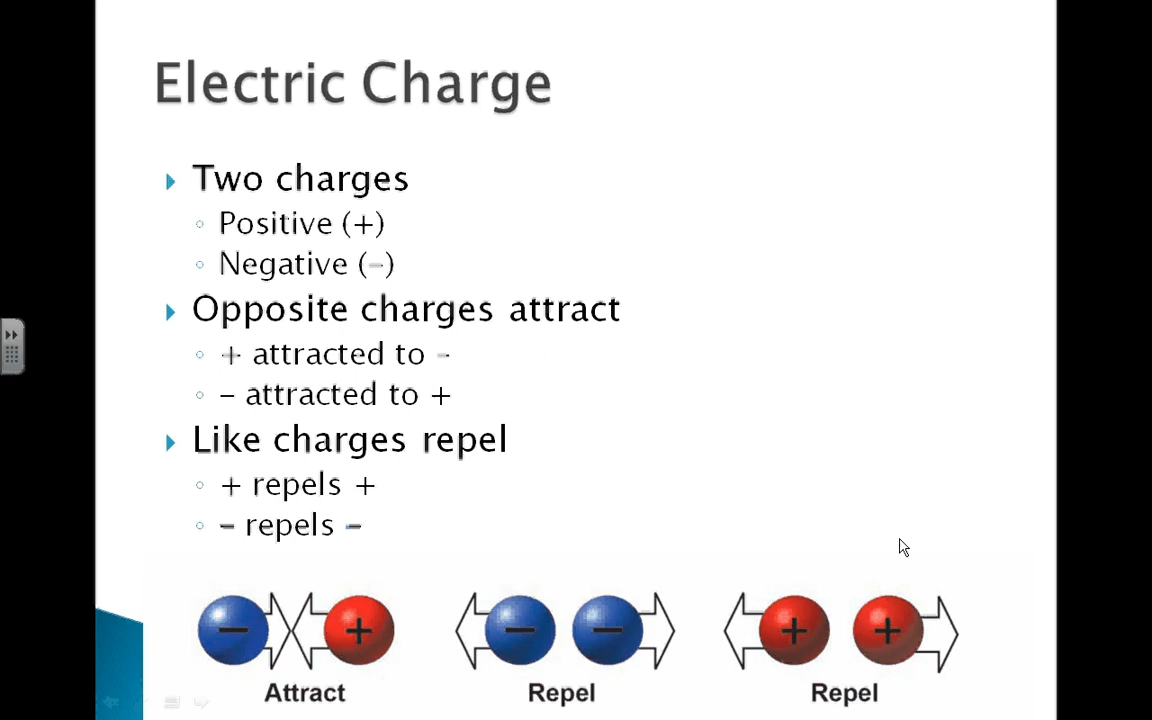 Electric Charge
Two charges
Positive (+)
Negative (–)
Opposite charges attract
+ attracted to -
– attracted to +
Like charges repel
+ repels +
– repels –
– + – – + +
Attract Repel Repel